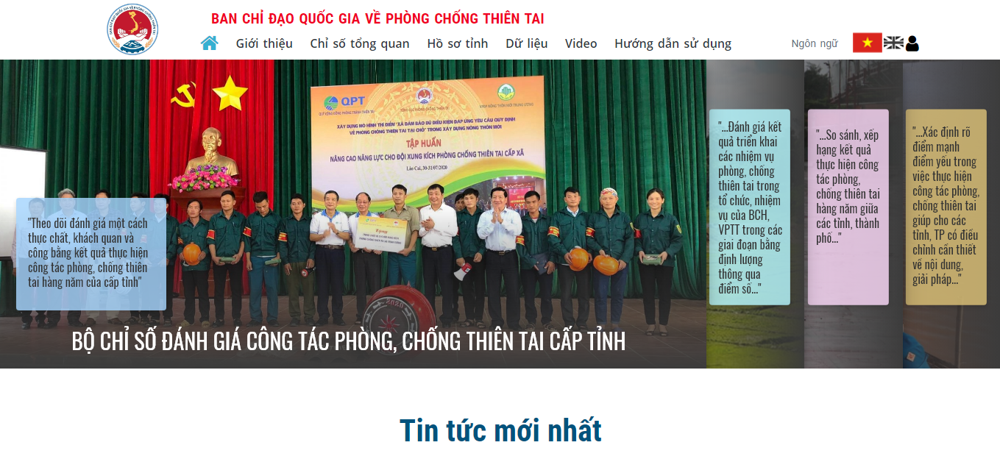 BAN CHỈ ĐẠO QUỐC GIA VỀ PHÒNG CHỐNG THIÊN TAI
Giới thiệu
Chỉ số tổng quan
Hồ sơ tỉnh
Dữ liệu
Video
Hướng dẫn sử dụng
Ngôn ngữ
QPT
XÂY DỰNG MÔ HÌNH THÍ ĐIỂM "XÃ ĐẢM BẢO ĐỦ ĐIỀU KIỆN ĐÁP ỨNG YÊU CẦU QUY ĐỊNH
VỀ PHÒNG CHỐNG THIÊN TAI TẠI CHỖ" TRONG XÂY DỰNG NÔNG THÔN MỚI
TẬP HUẤN
NÂNG CAO NĂNG LỰC CHO ĐỘI XUNG KÍCH PHÒNG CHỐNG THIÊN TAI CẤP XÃ
Lào Cai, 30-31/07/2020
"Theo dõi đánh giá một cách
thực chất, khách quan và
công bằng kết quả thực hiện
công tác phòng, chống thiên
tai hàng năm của cấp tỉnh"
BỘ CHỈ SỐ ĐÁNH GIÁ CÔNG TÁC PHÒNG, CHỐNG THIÊN TAI CẤP TỈNH
"...Đánh giá kết
quả triển khai
các nhiệm vụ
phòng, chống
thiên tai trong
tổ chức, nhiệm
vụ của BCH,
VPTT trong các
giai đoạn bằng
định lượng
thông qua
điểm số..."
"...So sánh, xếp
hạng kết quả
thực hiện công
tác phòng,
chống thiên tai
hàng năm giữa
các tỉnh, thành
phố..."
"...Xác định rõ
điểm mạnh
điểm yếu trong
việc thực hiện
công tác phòng,
chống thiên tai
giúp cho các
tỉnh, TP có điều
chỉnh cần thiết
về nội dung,
giải pháp..."
Tin tức mới nhất